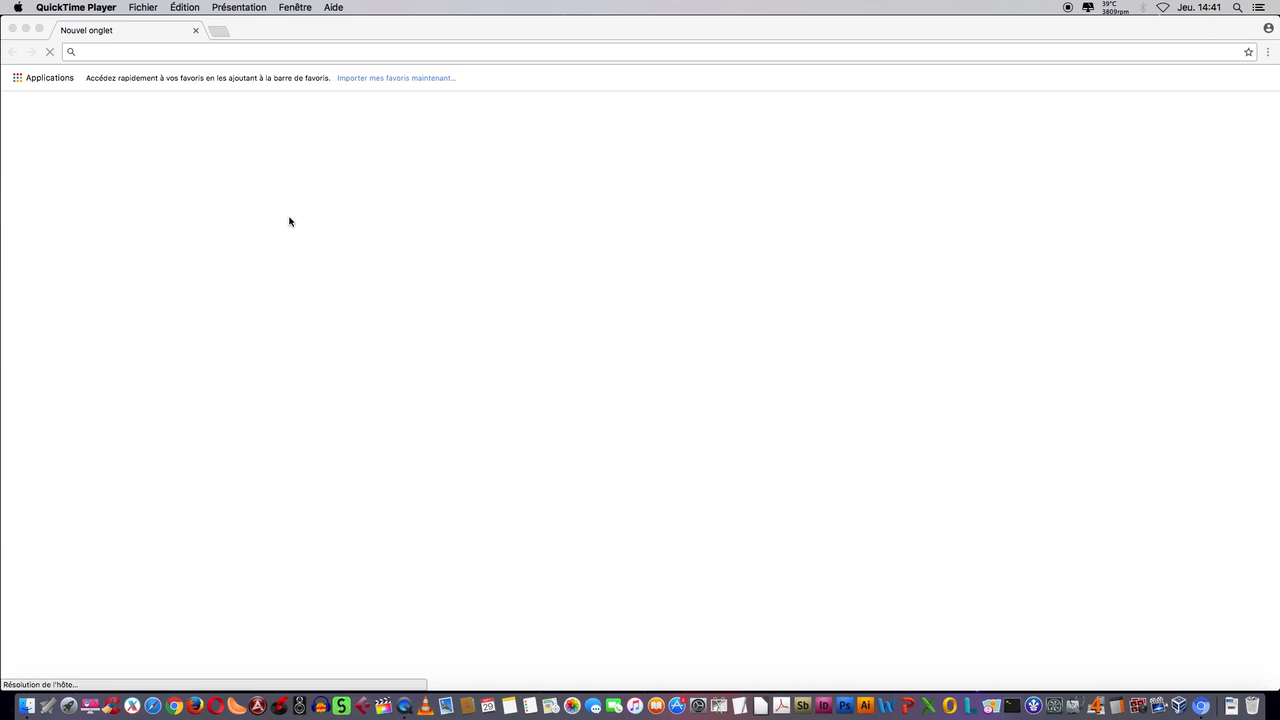 QuickTime Player Fichier Édition Présentation Fenêtre Aide 39°C 3809rpm Jeu. 14:41
Nouvel onglet
Applications Accédez rapidement à vos favoris en les ajoutant à la barre de favoris. Importer mes favoris maintenant...
Résolution de l'hôte...